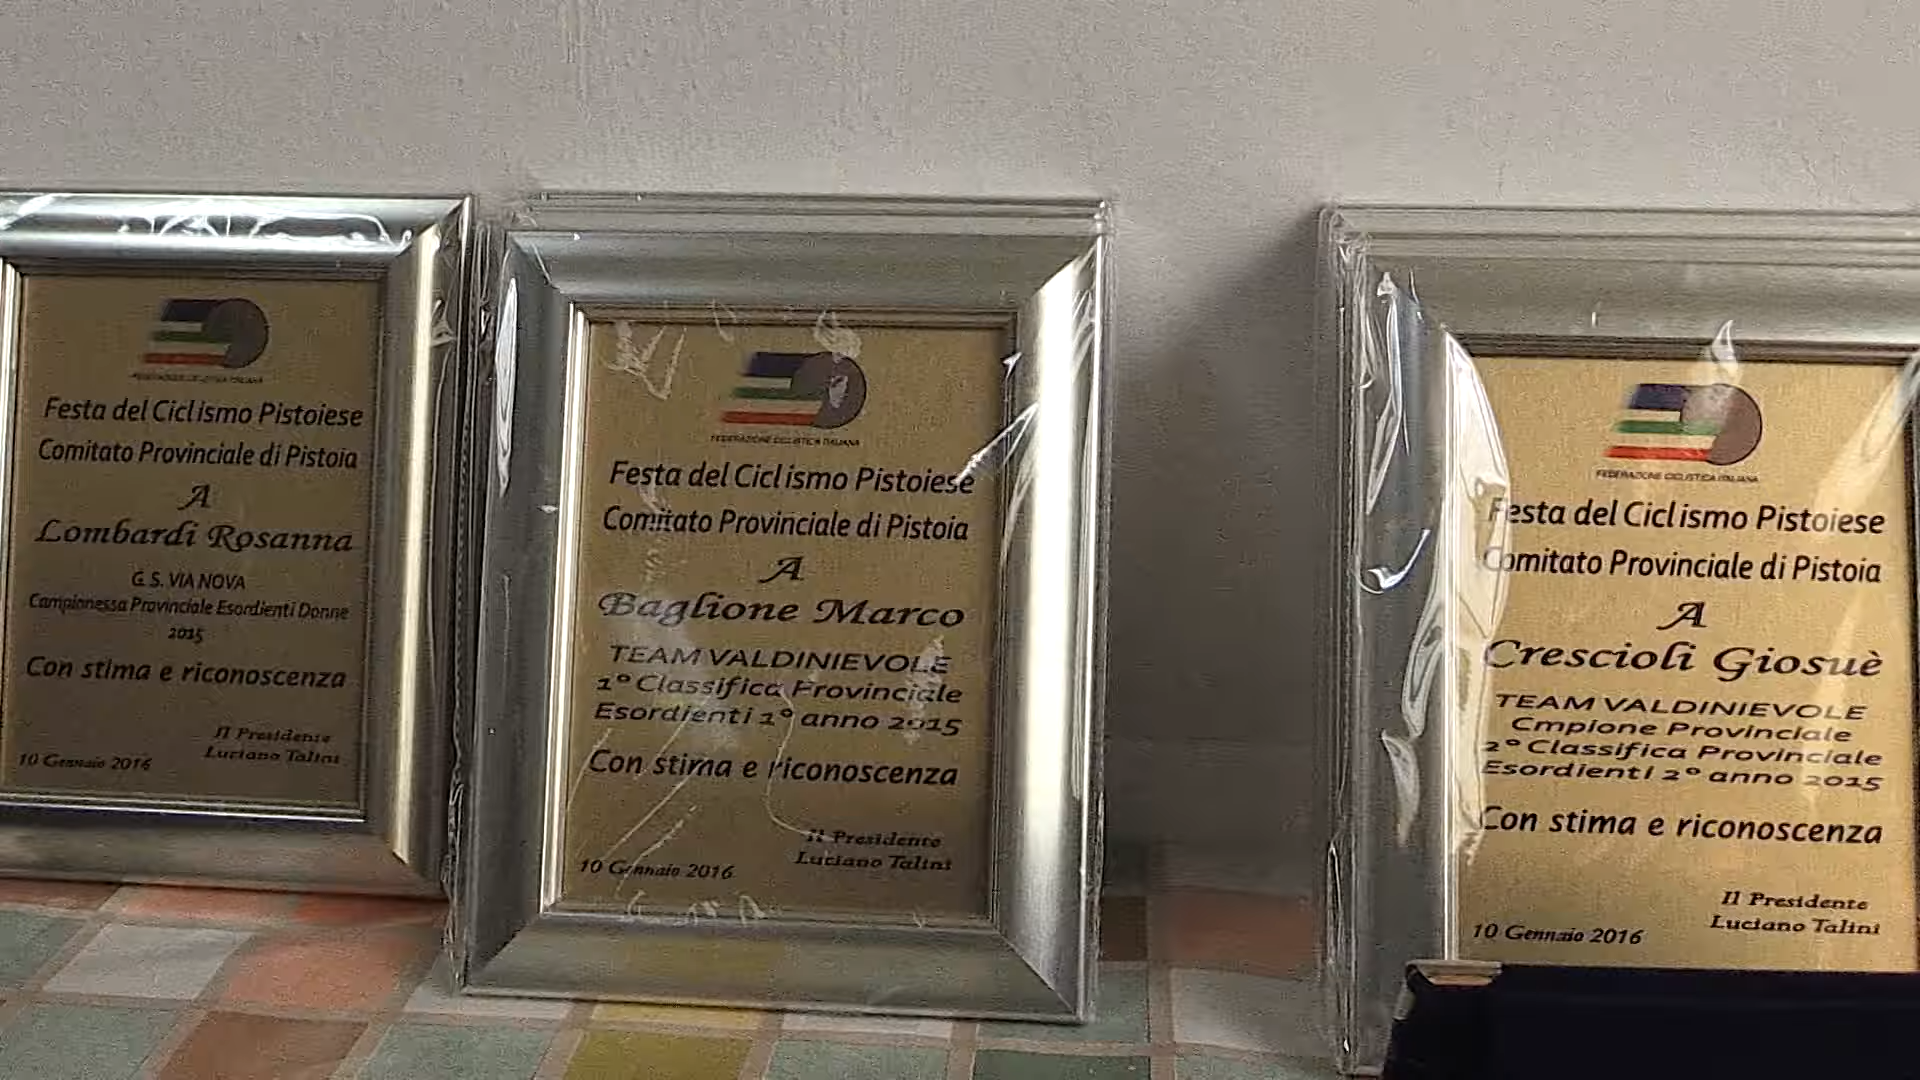 FEDERAZIONE CICLISTICA ITALIANA
Festa del Ciclismo Pistoiese
Comitato Provinciale di Pistoia
A
Lombardi Rosanna
G.S. VIA NOVA
Campionessa Provinciale Esordienti Donne
2015
Con stima e riconoscenza
Il Presidente
Luciano Talini
10 Gennaio 2016
FEDERAZIONE CICLISTICA ITALIANA
Festa del Ciclismo Pistoiese
Comitato Provinciale di Pistoia
A
Baglione Marco
TEAM VALDINIEVOLE
1° Classifica Provinciale
Esordienti 1° anno 2015
Con stima e riconoscenza
Il Presidente
Luciano Talini
10 Gennaio 2016
FEDERAZIONE CICLISTICA ITALIANA
Festa del Ciclismo Pistoiese
Comitato Provinciale di Pistoia
A
Crescioli Giosuè
TEAM VALDINIEVOLE
Cmpione Provinciale
2° Classifica Provinciale
Esordienti 2° anno 2015
Con stima e riconoscenza
Il Presidente
Luciano Talini
10 Gennaio 2016